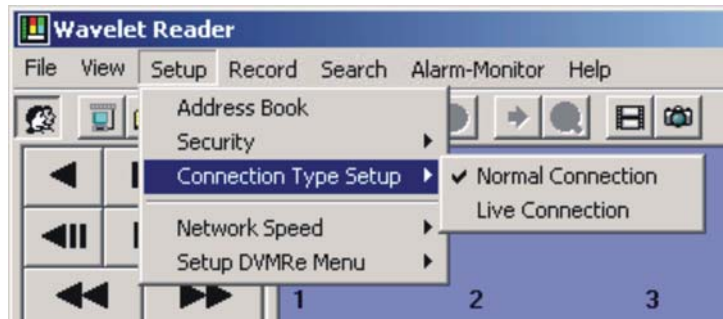 Wavelet Reader
File View Setup Record Search Alarm-Monitor Help
Address Book
Security
Connection Type Setup
Normal Connection
Live Connection
Network Speed
Setup DVMRe Menu
1 2 3